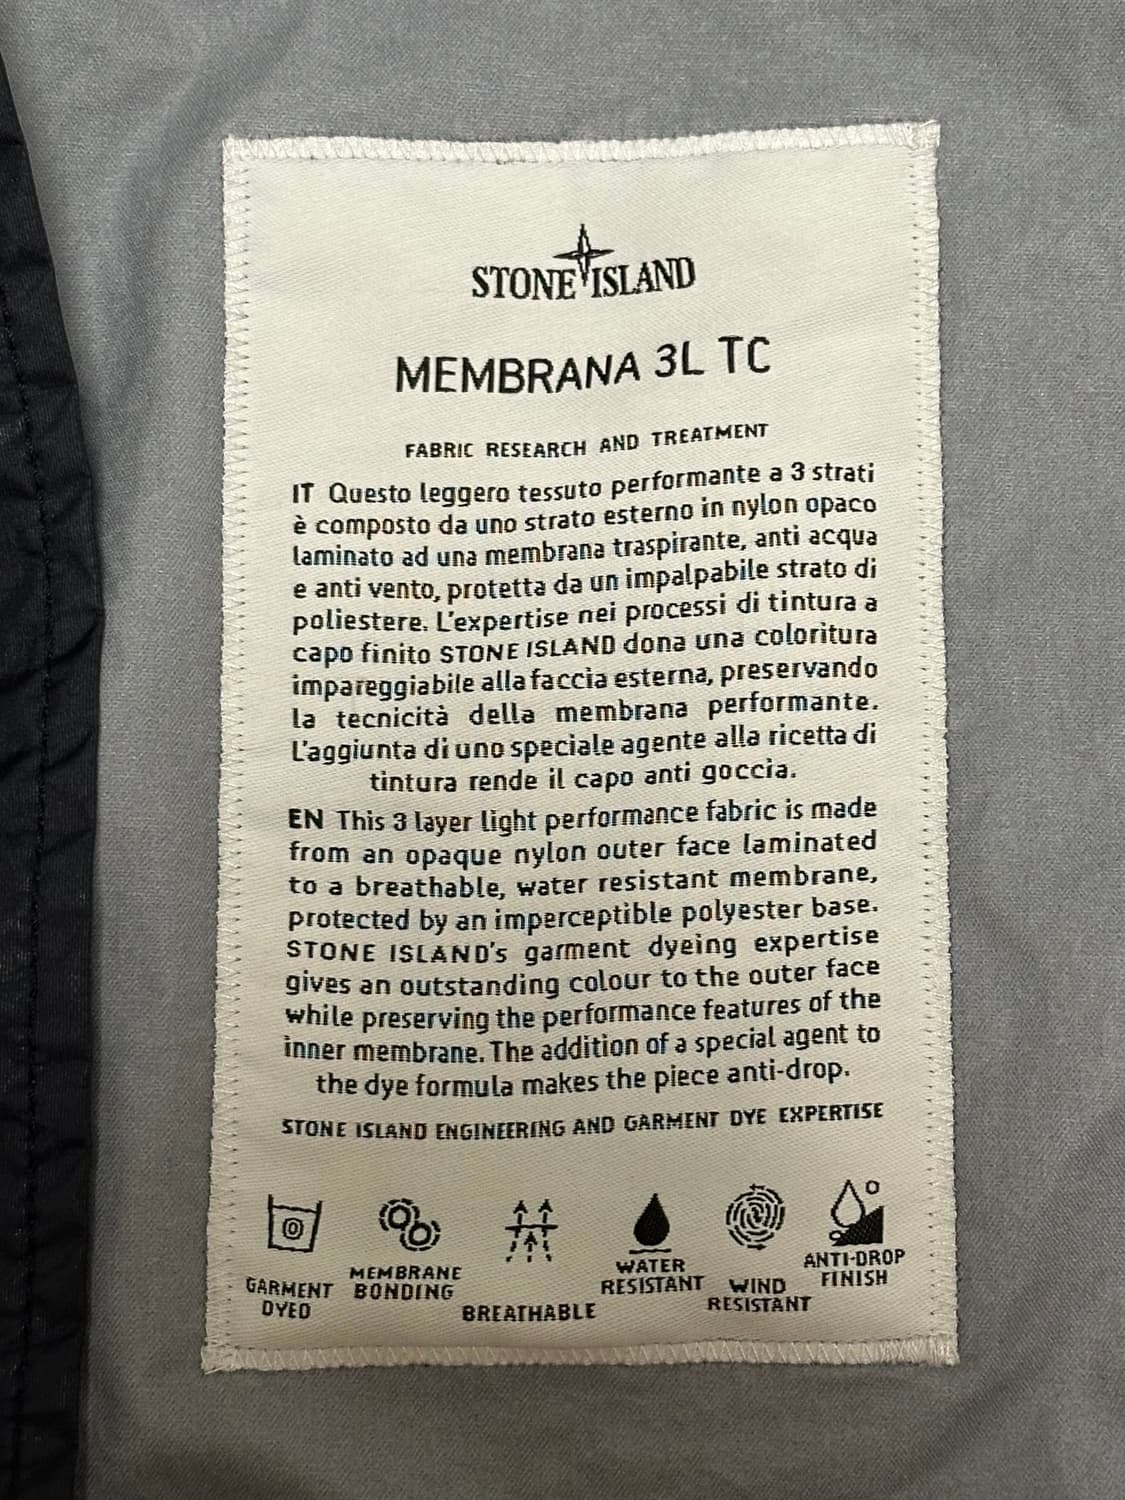 STONE ISLAND
MEMBRANA 3L TC
FABRIC RESEARCH AND TREATMENT
IT Questo leggero tessuto performante a 3 strati
è composto da uno strato esterno in nylon opaco
laminato ad una membrana traspirante, anti acqua
e anti vento, protetta da un impalpabile strato di
poliestere. L'expertise nei processi di tintura a
capo finito STONE ISLAND dona una coloritura
impareggiabile alla faccia esterna, preservando
la tecnicità della membrana performante.
L'aggiunta di uno speciale agente alla ricetta di
tintura rende il capo anti goccia.
EN This 3 layer light performance fabric is made
from an opaque nylon outer face laminated
to a breathable, water resistant membrane,
protected by an imperceptible polyester base.
STONE ISLAND's garment dyeing expertise
gives an outstanding colour to the outer face
while preserving the performance features of the
inner membrane. The addition of a special agent to
the dye formula makes the piece anti-drop.
STONE ISLAND ENGINEERING AND GARMENT DYE EXPERTISE
GARMENT
DYED
MEMBRANE
BONDING
BREATHABLE
WATER
RESISTANT
WIND
RESISTANT
ANTI-DROP
FINISH